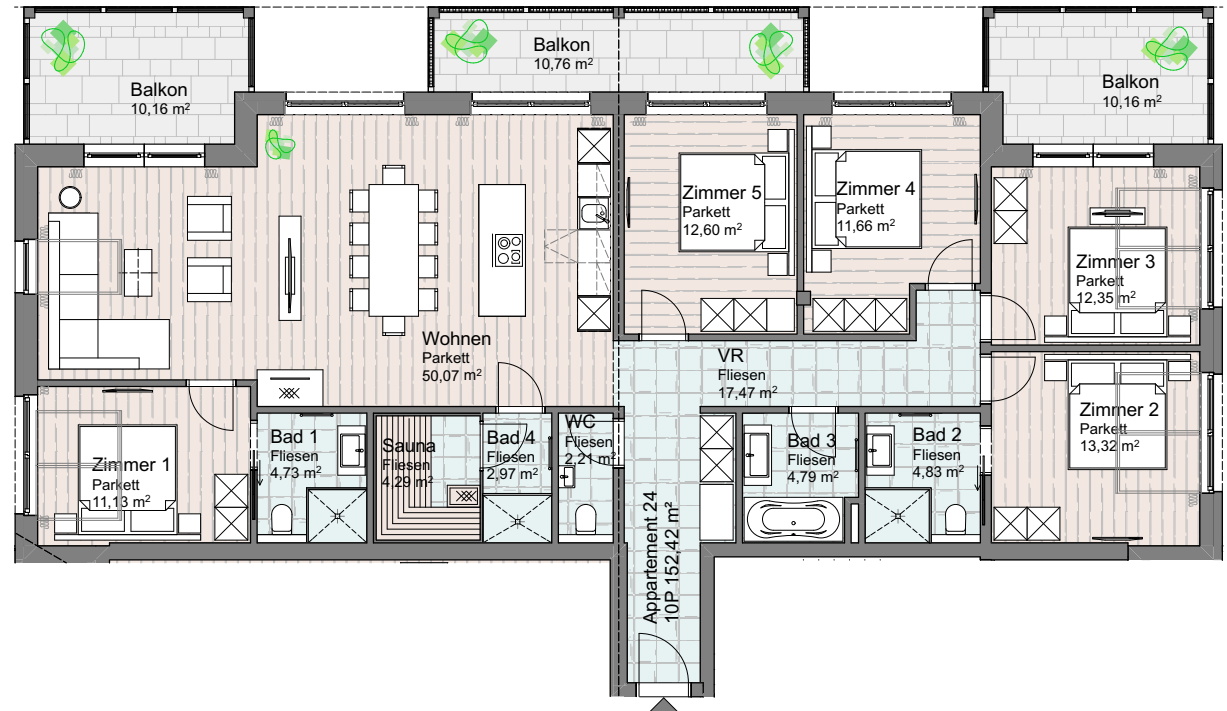 Balkon
10,16 m²
Balkon
10,76 m²
Balkon
10,16 m²
Zimmer 5
Parkett
12,60 m²
Zimmer 4
Parkett
11,66 m²
Zimmer 3
Parkett
12,35 m²
Wohnen
Parkett
50,07 m²
VR
Fliesen
17,47 m²
Zimmer 2
Parkett
13,32 m²
Zimmer 1
Parkett
11,13 m²
Bad 1
Fliesen
4,73 m²
Sauna
Fliesen
4,29 m²
Bad 4
Fliesen
2,97 m²
WC
Fliesen
2,21 m²
Bad 3
Fliesen
4,79 m²
Bad 2
Fliesen
4,83 m²
Appartement 24
10P 152,42 m²